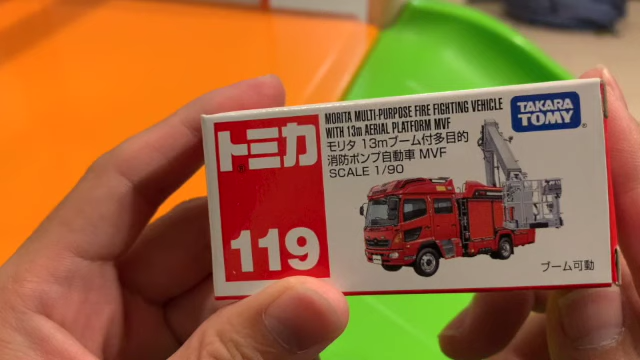 トミカ
119
MORITA MULTI-PURPOSE FIRE FIGHTING VEHICLE
WITH 13m AERIAL PLATFORM MVF
モリタ 13mブーム付多目的
消防ポンプ自動車 MVF
SCALE 1/90
TAKARA
TOMY
ブーム可動